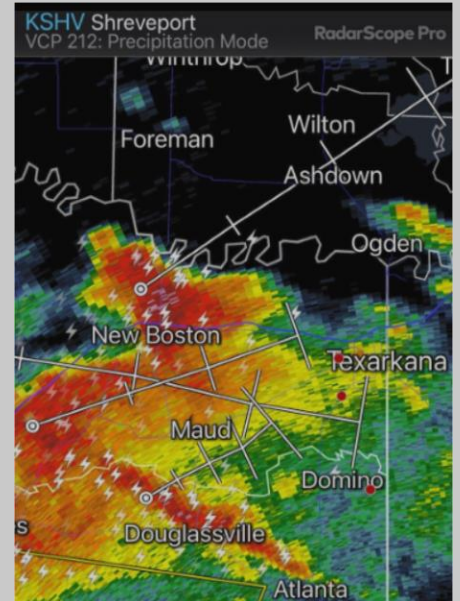 KSHV Shreveport
VCP 212: Precipitation Mode
RadarScope Pro
Winthrop
T
Foreman
Wilton
Ashdown
Ogden
New Boston
Texarkana
Maud
Domino
s
Douglassville
Atlanta